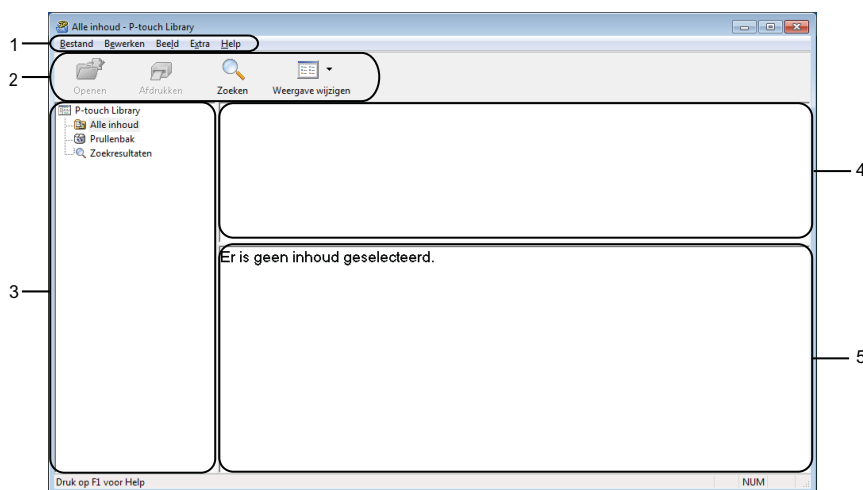 Alle inhoud - P-touch Library
1
Bestand Bewerken Beeld Extra Help
2
Openen Afdrukken Zoeken Weergave wijzigen
P-touch Library
Alle inhoud
Prullenbak
Zoekresultaten
4
Er is geen inhoud geselecteerd.
3
5
Druk op F1 voor Help NUM